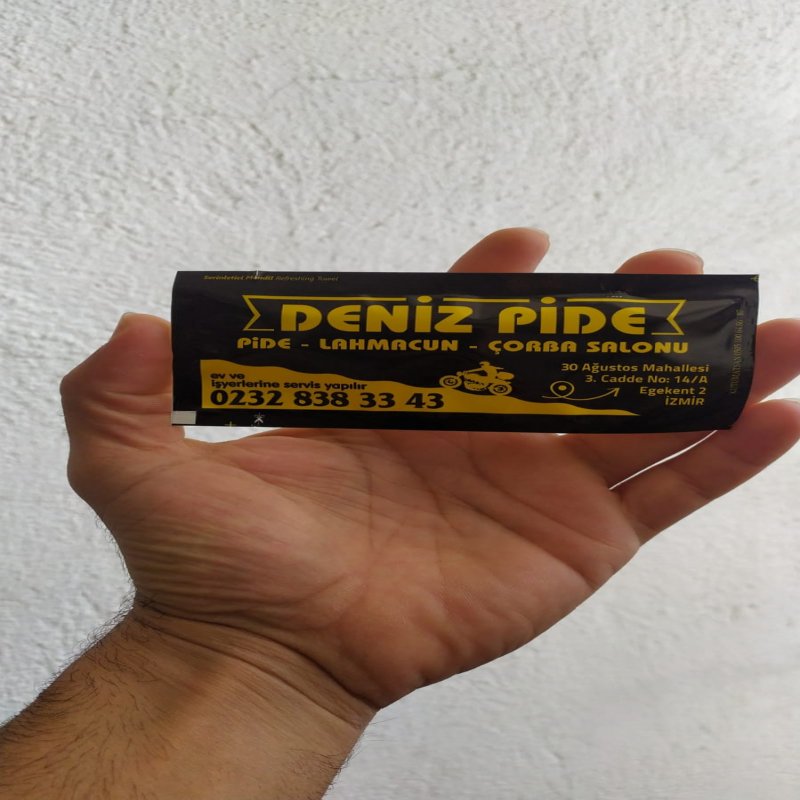 Serinletici Mendil Refreshing Towel
DENİZ PİDE
PİDE - LAHMACUN - ÇORBA SALONU
ev ve
işyerlerine servis yapılır
0232 838 33 43
30 Ağustos Mahallesi
3. Cadde No: 14/A
Egekent 2
İZMİR